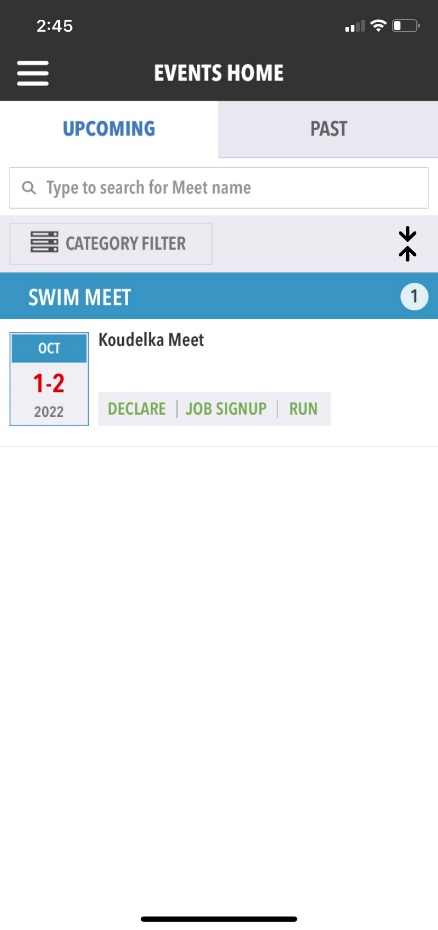 2:45
EVENTS HOME
UPCOMING
PAST
Type to search for Meet name
CATEGORY FILTER
SWIM MEET
1
OCT
1-2
2022
Koudelka Meet
DECLARE | JOB SIGNUP | RUN